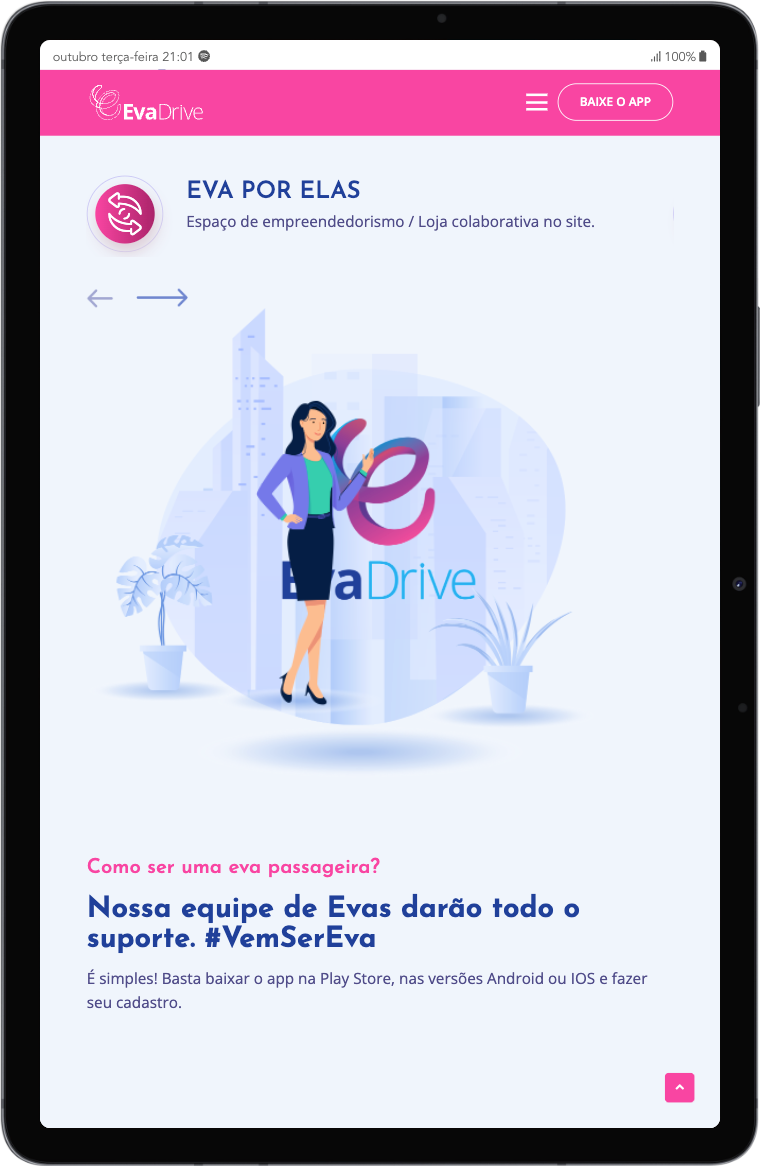 outubro terça-feira 21:01
100%
EvaDrive
BAIXE O APP
EVA POR ELAS
Espaço de empreendedorismo / Loja colaborativa no site.
EvaDrive
Como ser uma eva passageira?
Nossa equipe de Evas darão todo o
suporte. #VemSerEva
É simples! Basta baixar o app na Play Store, nas versões Android ou IOS e fazer
seu cadastro.